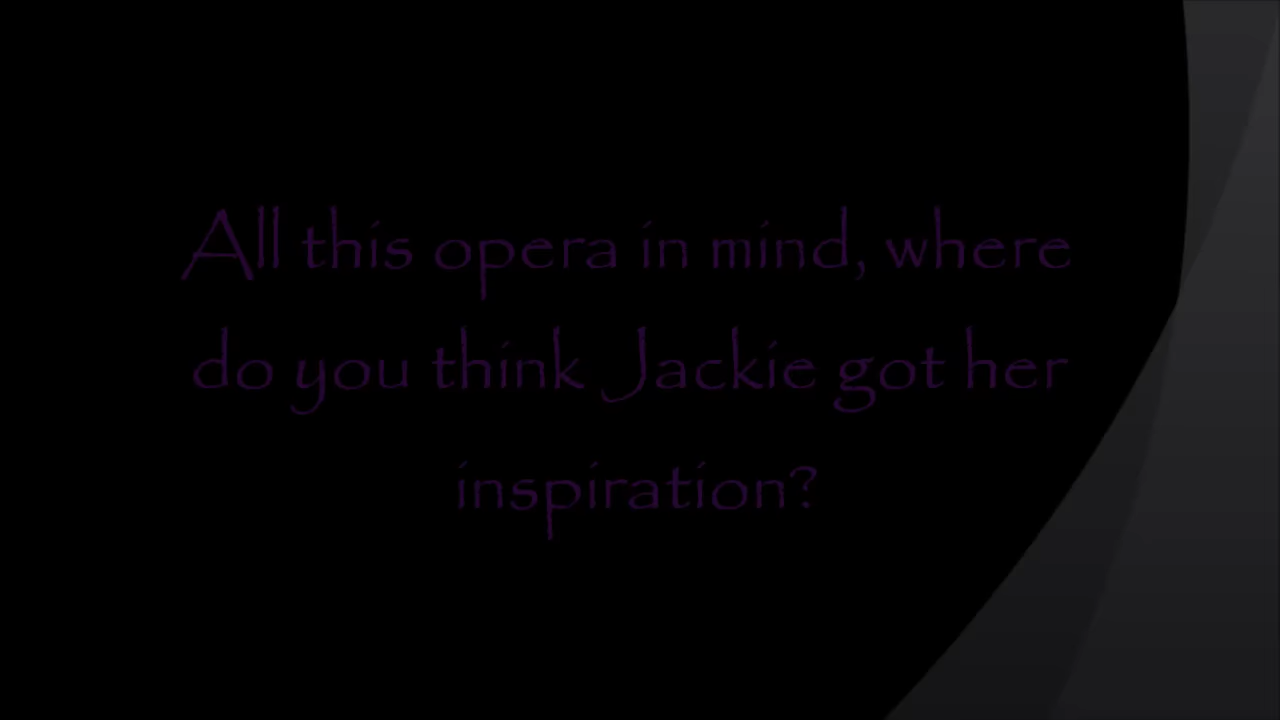 All this opera in mind, where
do you think Jackie got her
inspiration?